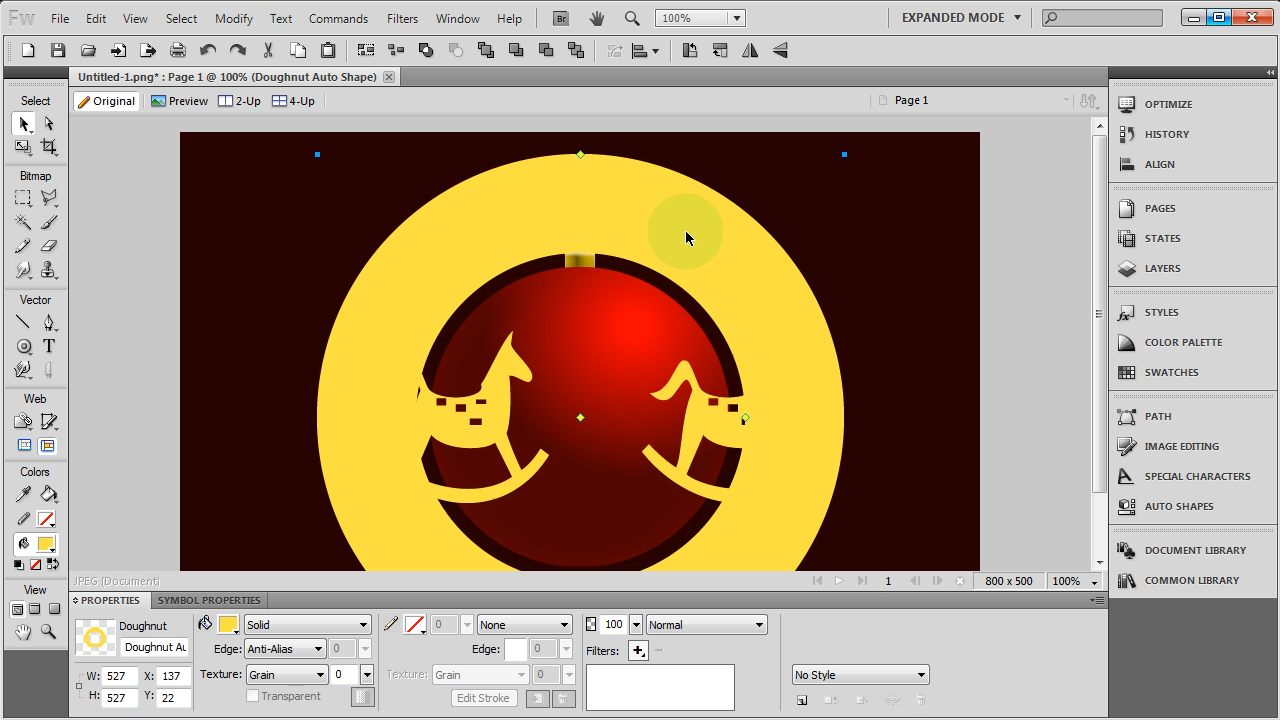 Fw File Edit View Select Modify Text Commands Filters Window Help Br 100% EXPANDED MODE
Untitled-1.png* : Page 1 @ 100% (Doughnut Auto Shape)
Original Preview 2-Up 4-Up Page 1
Select
Bitmap
Vector
T
Web
Colors
View
OPTIMIZE
HISTORY
ALIGN
PAGES
STATES
LAYERS
STYLES
COLOR PALETTE
SWATCHES
PATH
IMAGE EDITING
SPECIAL CHARACTERS
AUTO SHAPES
DOCUMENT LIBRARY
COMMON LIBRARY
JPEG (Document) 1 800 x 500 100%
PROPERTIES SYMBOL PROPERTIES
Doughnut Solid 0 None 100 Normal
Doughnut Au Edge: Anti-Alias 0 Edge: 0 Filters:
W: 527 X: 137 Texture: Grain 0 Texture: Grain 0 No Style
H: 527 Y: 22 Transparent Edit Stroke